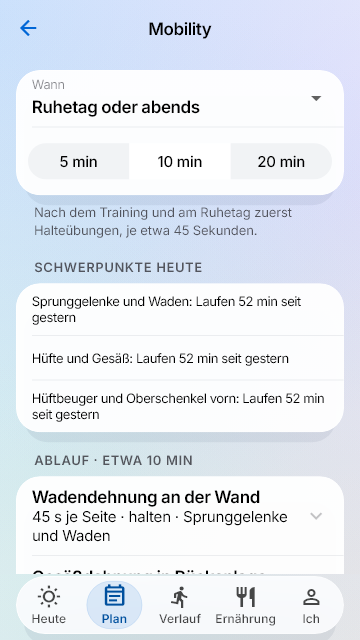 Mobility
Wann
Ruhetag oder abends
5 min
10 min
20 min
Nach dem Training und am Ruhetag zuerst
Halteübungen, je etwa 45 Sekunden.
SCHWERPUNKTE HEUTE
Sprunggelenke und Waden: Laufen 52 min seit
gestern
Hüfte und Gesäß: Laufen 52 min seit gestern
Hüftbeuger und Oberschenkel vorn: Laufen 52 min
seit gestern
ABLAUF · ETWA 10 MIN
Wadendehnung an der Wand
45 s je Seite · halten · Sprunggelenke
und Waden
Heute
Plan
Verlauf
Ernährung
Ich